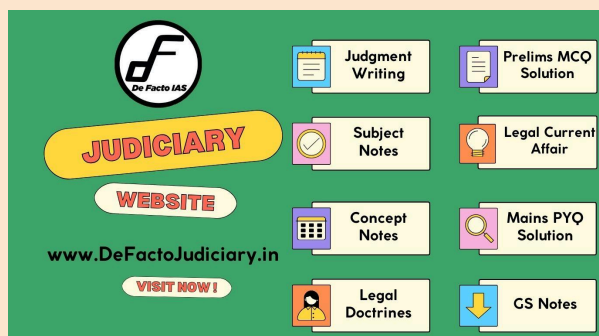 De Facto IAS
JUDICIARY
WEBSITE
www.DeFactoJudiciary.in
VISIT NOW !
Judgment
Writing
Prelims MCQ
Solution
Subject
Notes
Legal Current
Affair
Concept
Notes
Mains PYQ
Solution
Legal
Doctrines
GS Notes